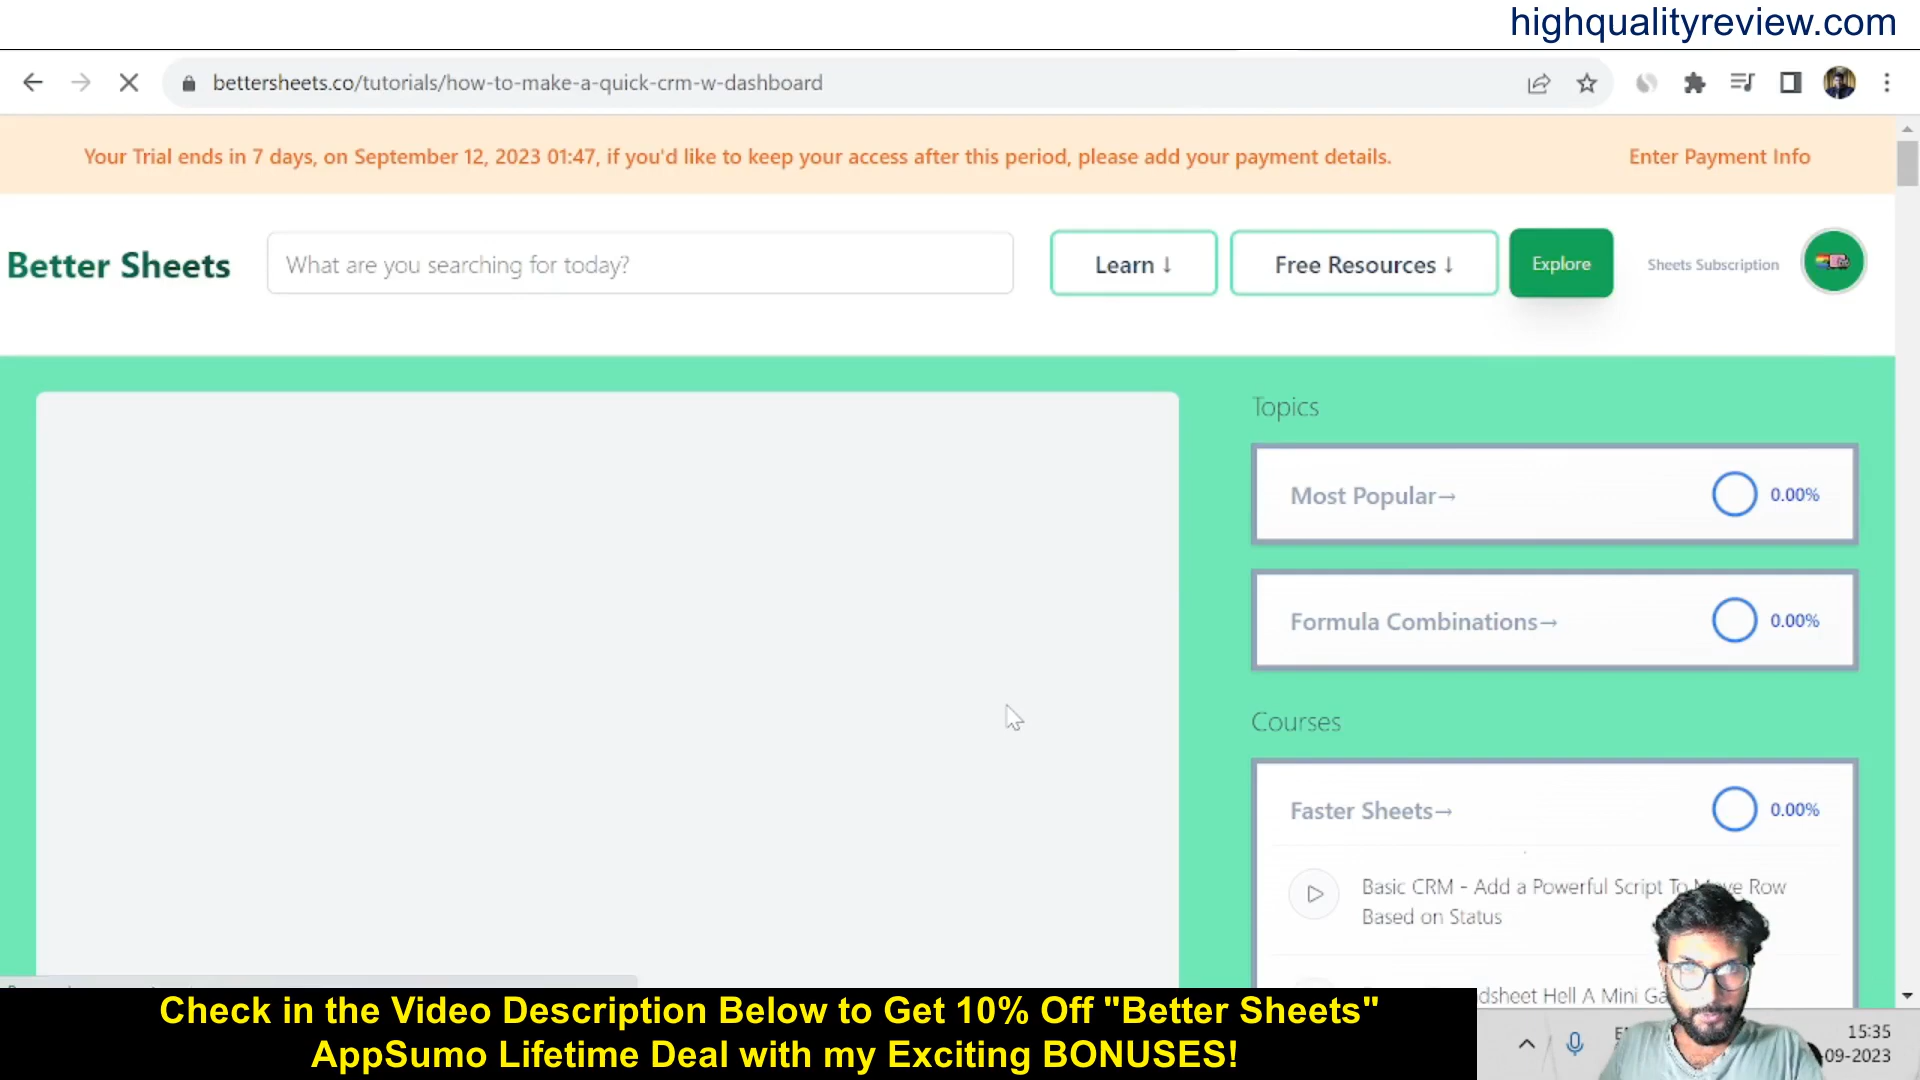 highqualityreview.com
bettersheets.co/tutorials/how-to-make-a-quick-crm-w-dashboard
Your Trial ends in 7 days, on September 12, 2023 01:47, if you'd like to keep your access after this period, please add your payment details.
Enter Payment Info
Better Sheets
What are you searching for today?
Learn ↓
Free Resources ↓
Explore
Sheets Subscription
Topics
Most Popular→
0.00%
Formula Combinations→
0.00%
Courses
Faster Sheets→
0.00%
Basic CRM - Add a Powerful Script To Move Row
Based on Status
Check in the Video Description Below to Get 10% Off "Better Sheets"
AppSumo Lifetime Deal with my Exciting BONUSES!
15:35
-09-2023